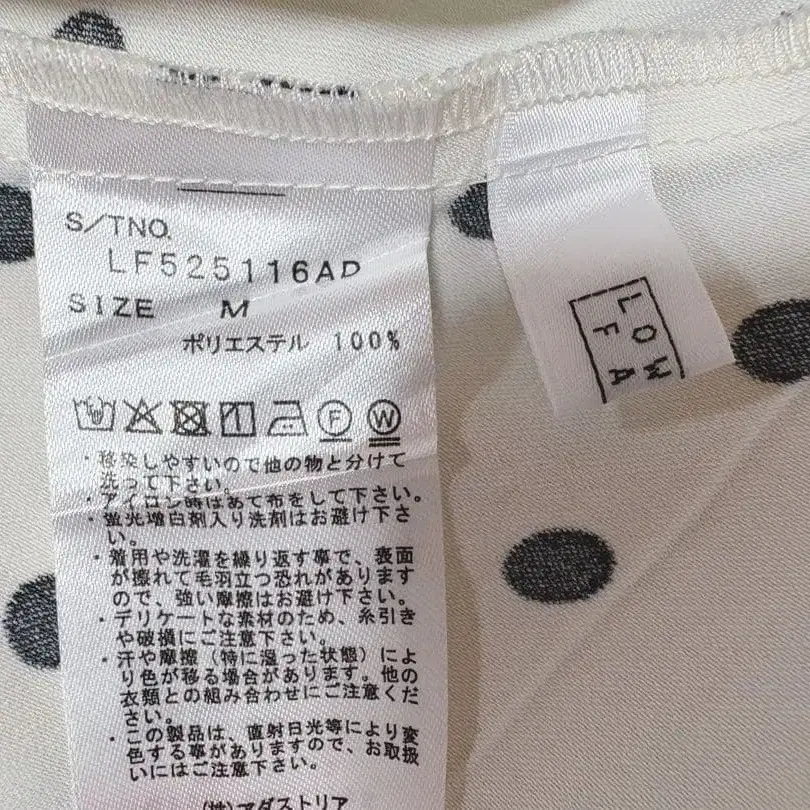 S/TNO.
LF525116AD
SIZE M
ポリエステル 100%
F W
・移染しやすいので他の物と分けて
洗って下さい。
・アイロン時はあて布をして下さい。
・蛍光増白剤入り洗剤はお避け下さ
い。
・着用や洗濯を繰り返す事で、表面
が擦れて毛羽立つ恐れがあります
ので、強い摩擦はお避け下さい。
・デリケートな素材のため、糸引き
や破損にご注意下さい。
・汗や摩擦（特に湿った状態）によ
り色が移る場合があります。他の
衣類との組み合わせにご注意くだ
さい。
・この製品は、直射日光等により変
色する事がありますので、お取扱
いにはご注意下さい。
(株)アダストリア
LOW
FA